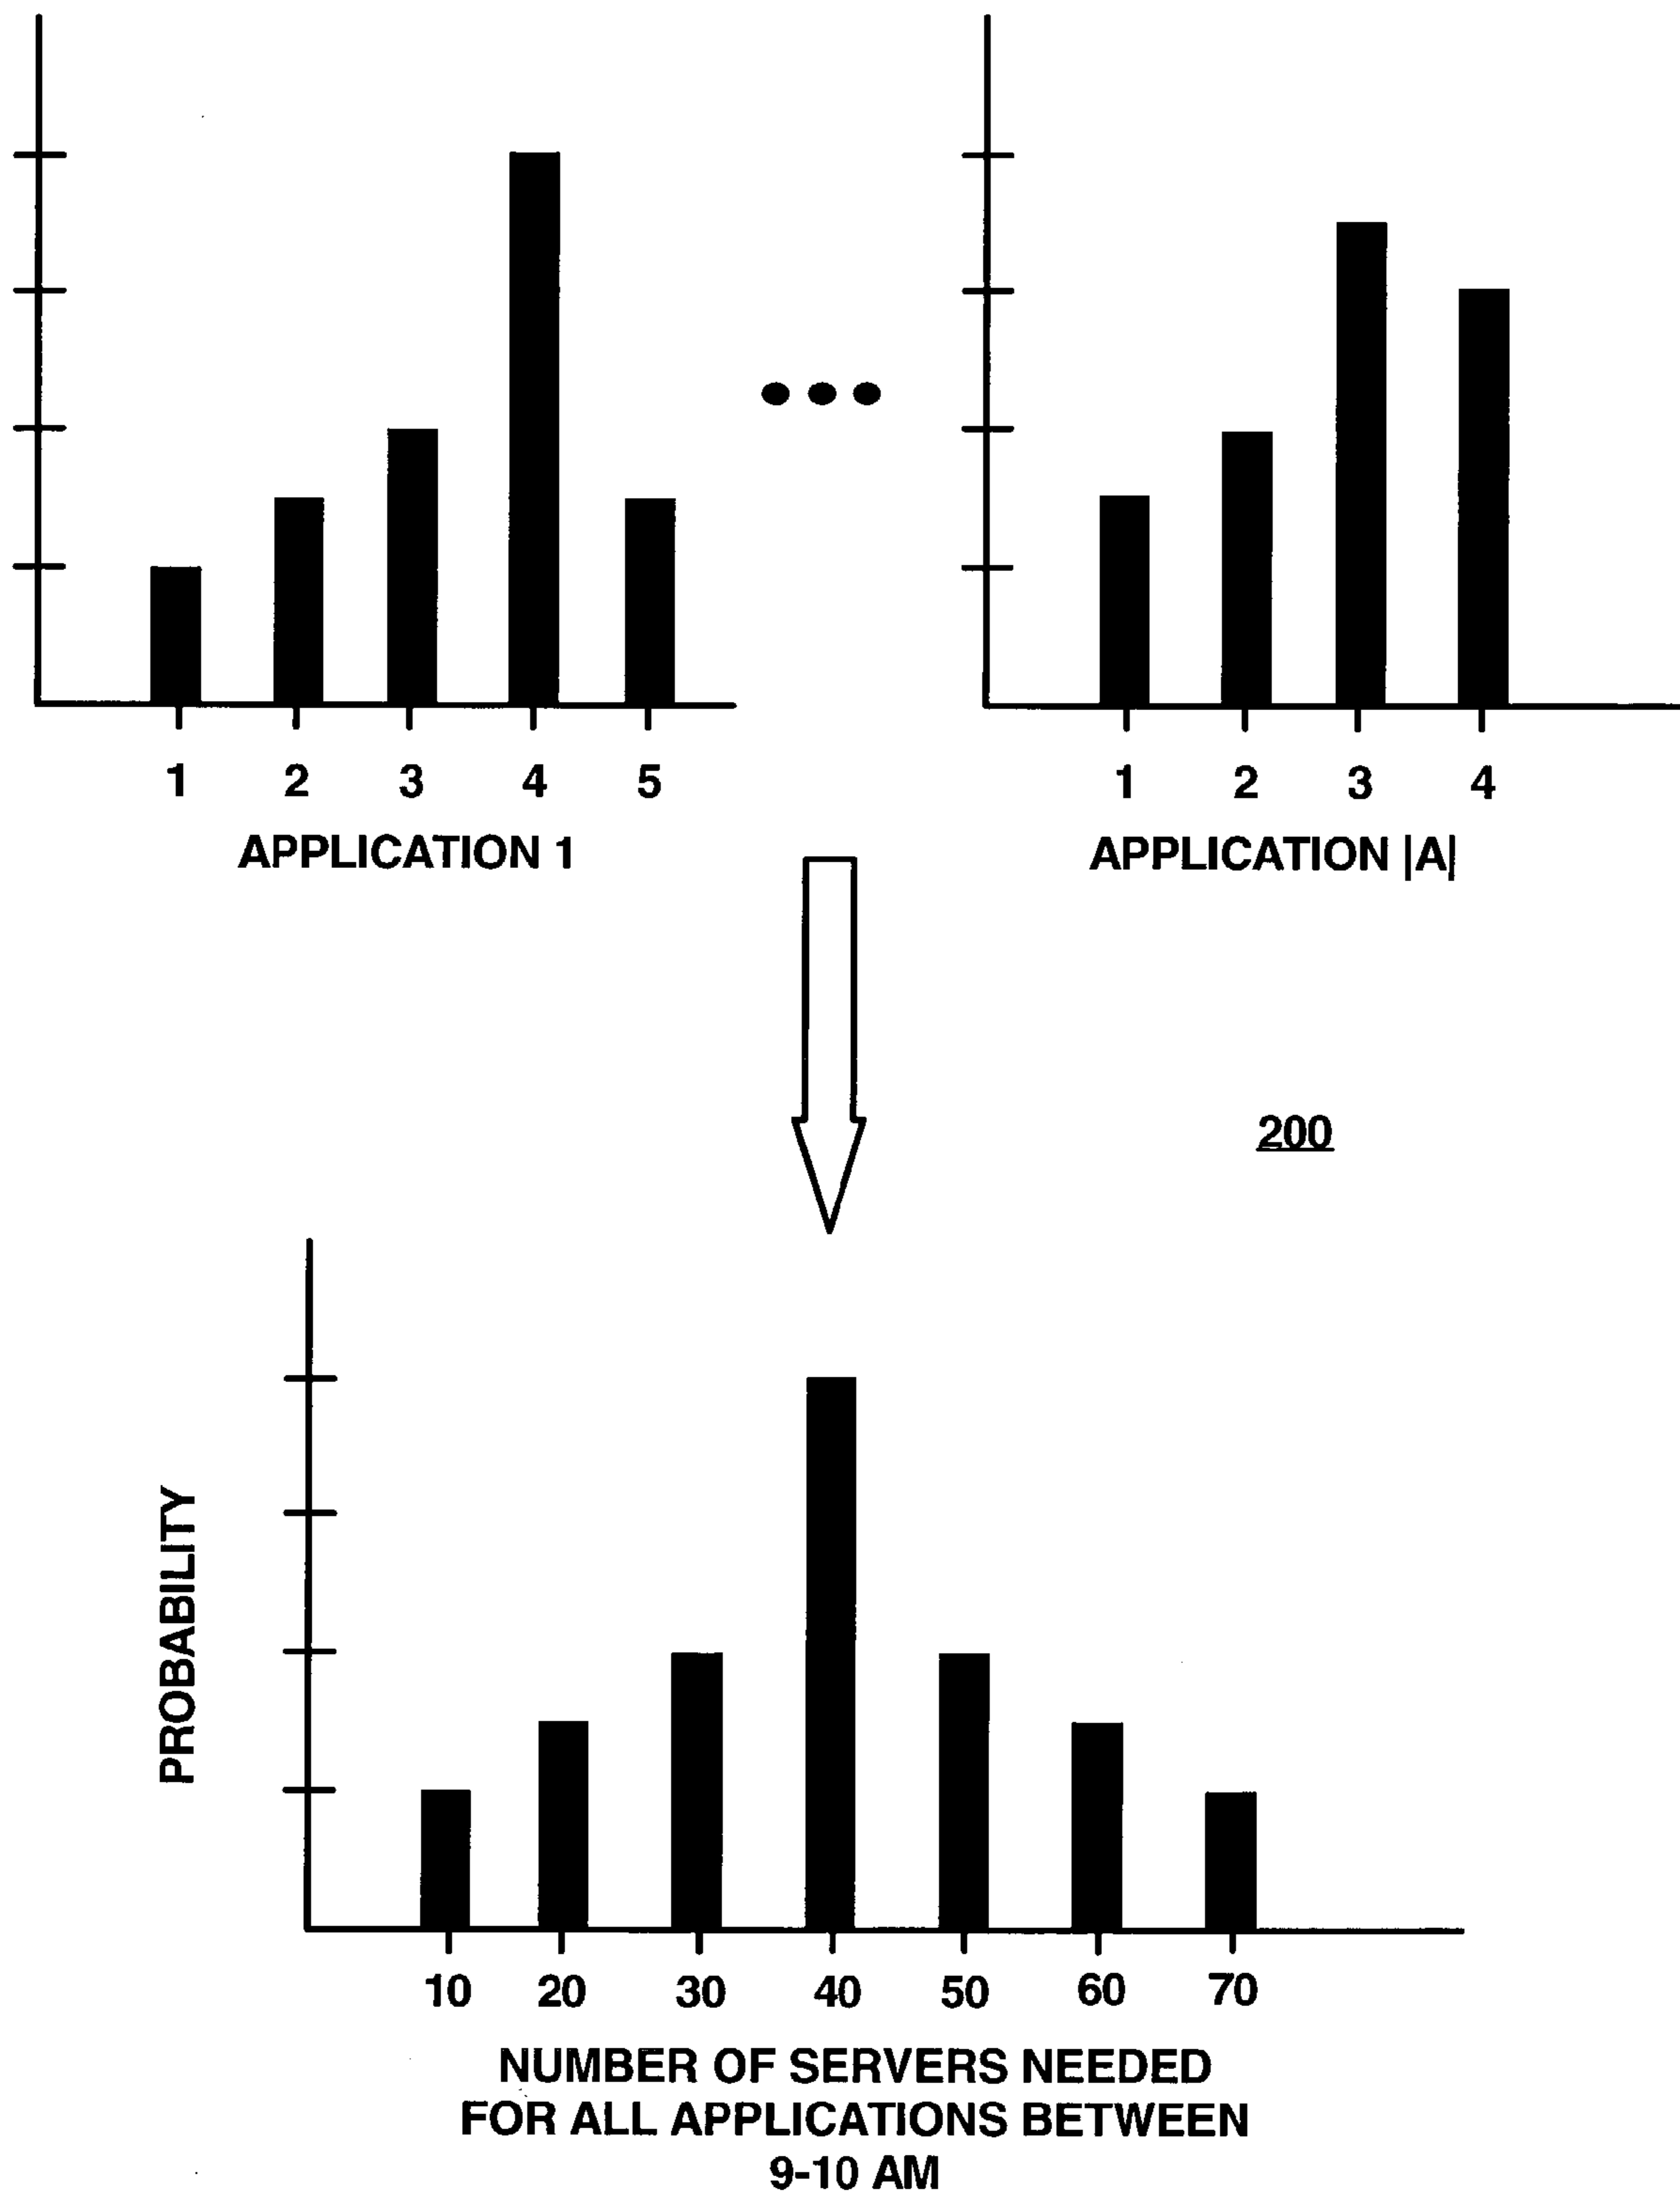 1 2 3 4 5
APPLICATION 1
1 2 3 4
APPLICATION |A|
200
PROBABILITY
10 20 30 40 50 60 70
NUMBER OF SERVERS NEEDED
FOR ALL APPLICATIONS BETWEEN
9-10 AM